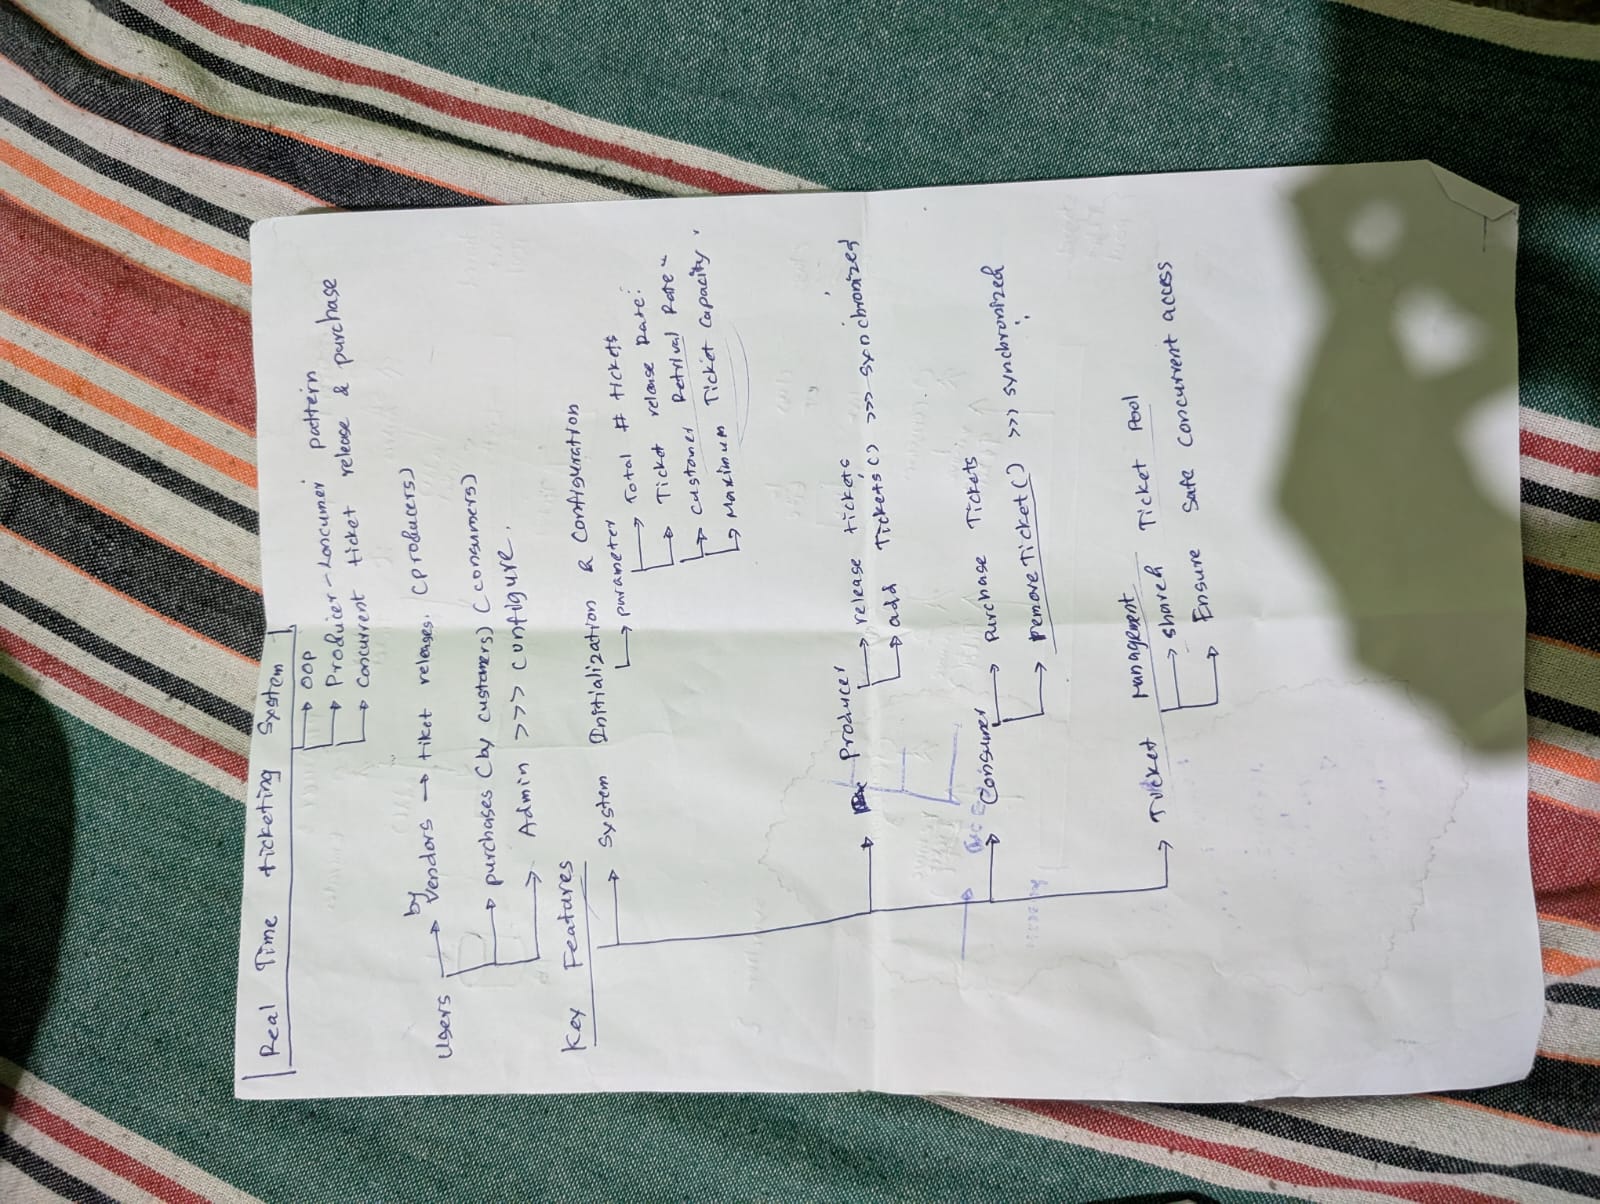 Real Time ticketing System
→ OOP
→ Producer-Loncumer pattern
→ concurrent ticket release & purchase
Users → by vendors → tiket releases. (producers)
→ purchases (by customers) (consumers)
→ Admin >>> configure.
Key Features
→ System Initialization & Configuration
→ parameter
→ Total # tickets
→ Ticket release Rate:
→ customer Retrival Rate
→ Maximum Ticket Capacity.
→ Producer → release tickets
→ add Tickets() >>> synchronized
→ Consumer → Purchase Tickets
→ remove Ticket() >>> synchronized
→ Ticket Management
→ shared Ticket Pool
→ Ensure Safe concurrent access